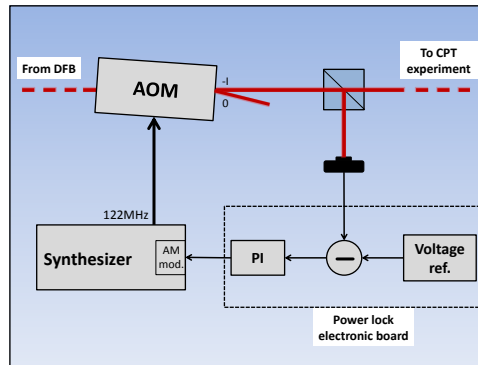 From DFB
AOM
-I
0
To CPT
experiment
122MHz
Synthesizer
AM
mod.
PI
−
Voltage
ref.
Power lock
electronic board